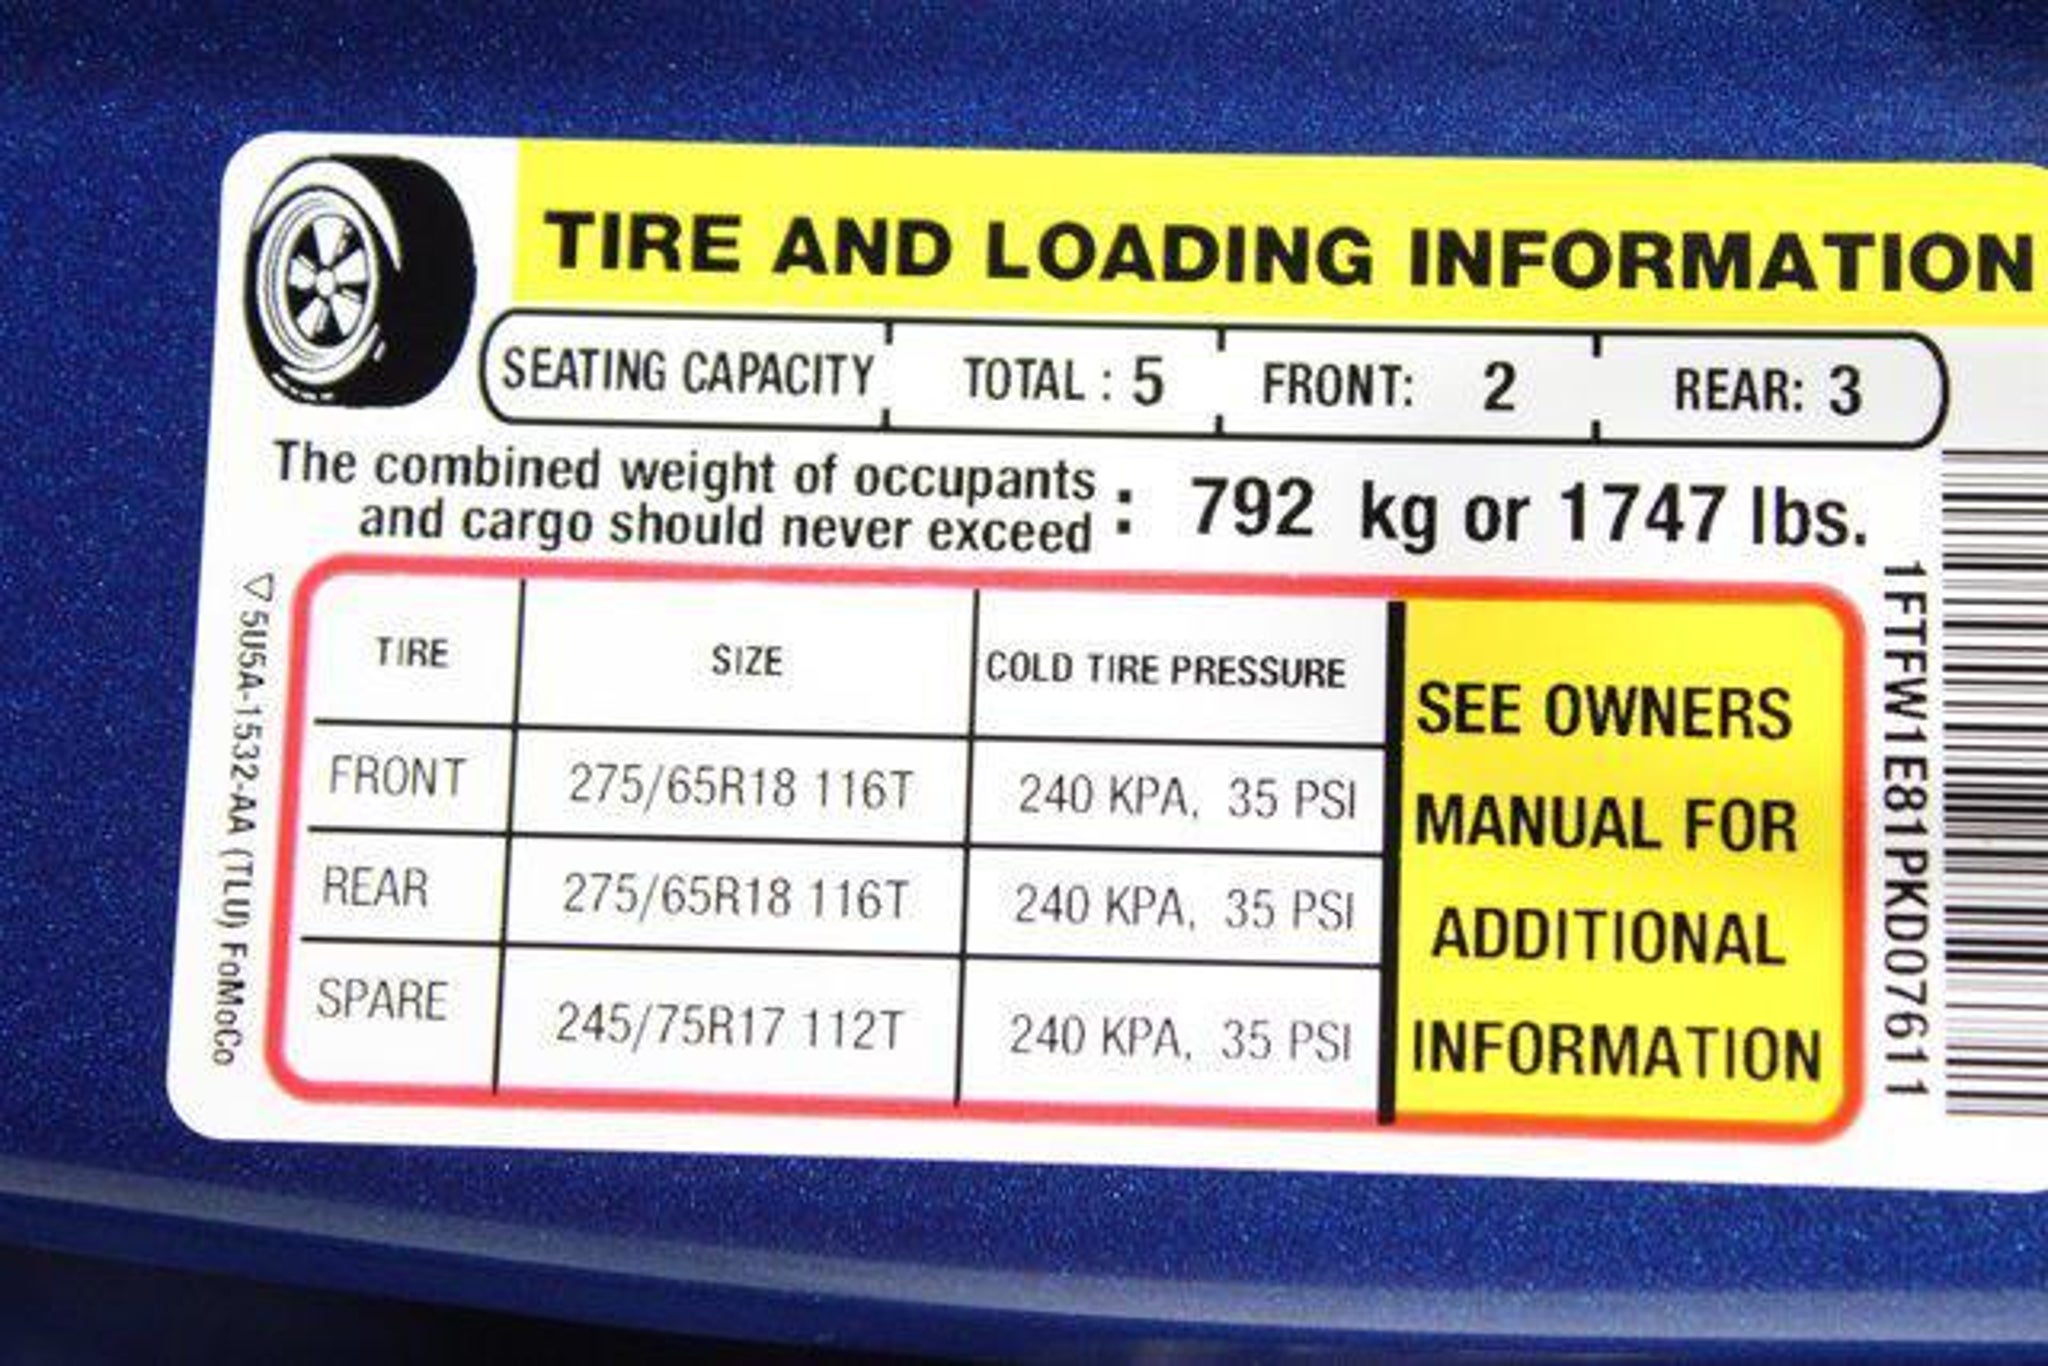 TIRE AND LOADING INFORMATION
SEATING CAPACITY TOTAL : 5 FRONT: 2 REAR: 3
The combined weight of occupants
and cargo should never exceed : 792 kg or 1747 lbs.
TIRE SIZE COLD TIRE PRESSURE
FRONT 275/65R18 116T 240 KPA, 35 PSI
REAR 275/65R18 116T 240 KPA, 35 PSI
SPARE 245/75R17 112T 240 KPA, 35 PSI
SEE OWNERS
MANUAL FOR
ADDITIONAL
INFORMATION
5U5A-1532-AA (TLU) FoMoCo
1FTFW1E81PKD07611